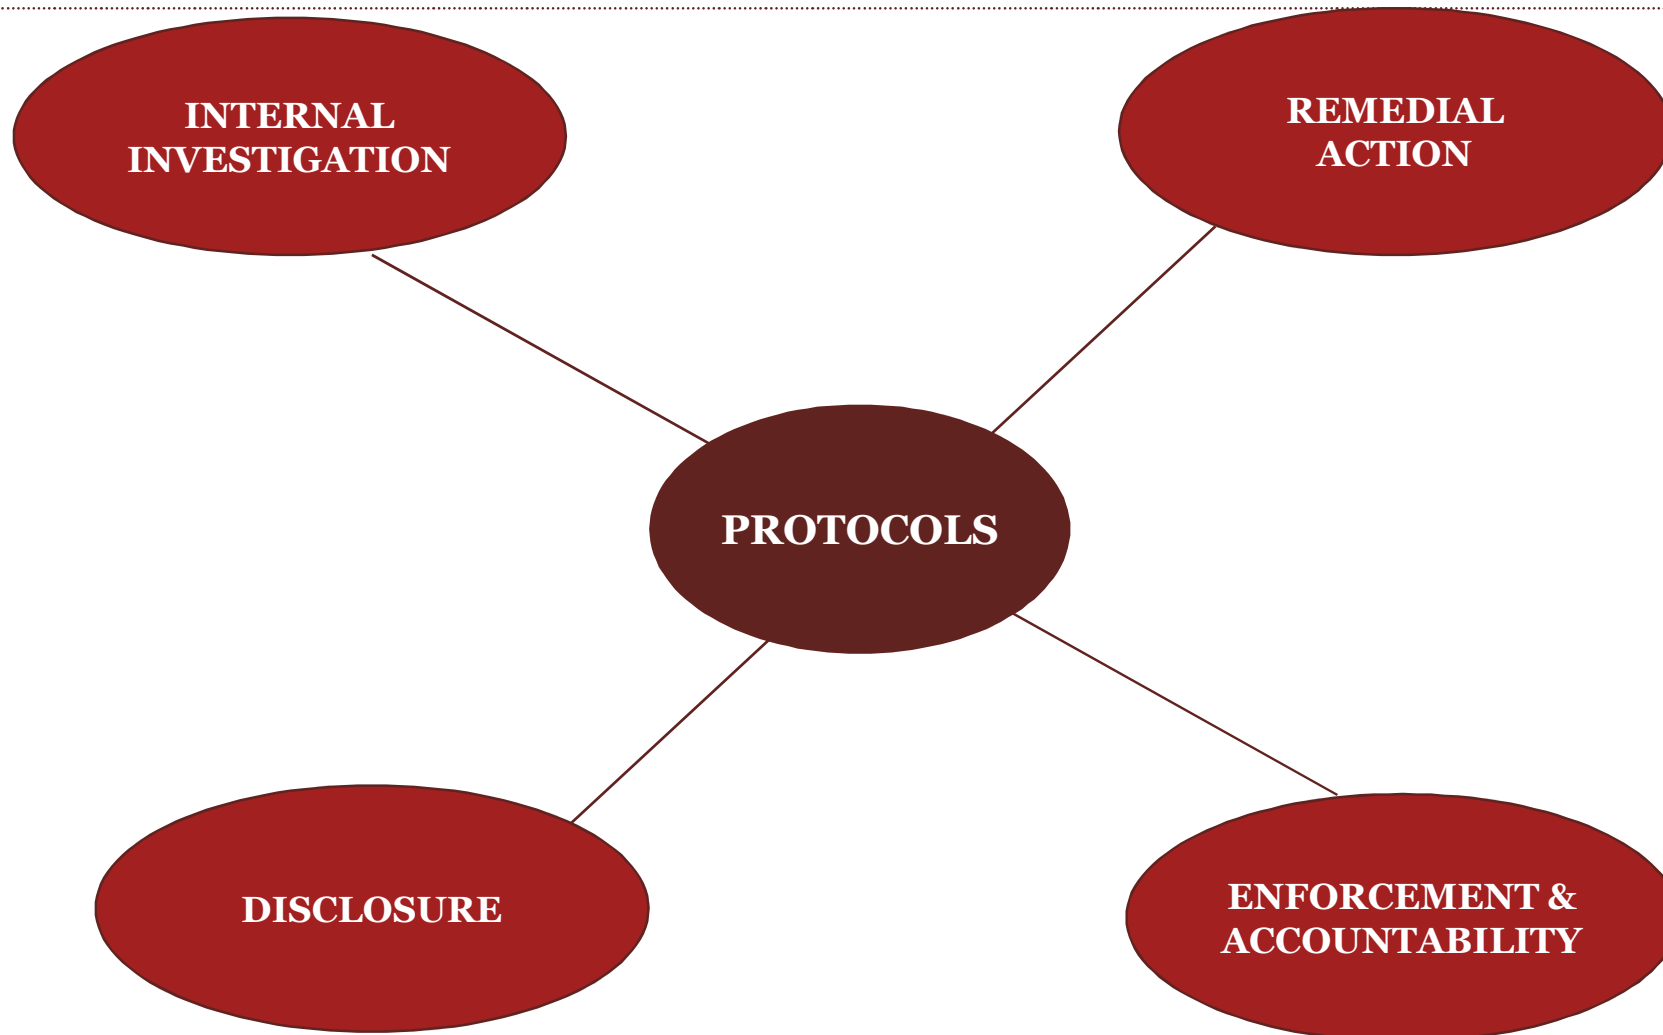 INTERNAL
INVESTIGATION
REMEDIAL
ACTION
PROTOCOLS
DISCLOSURE
ENFORCEMENT &
ACCOUNTABILITY